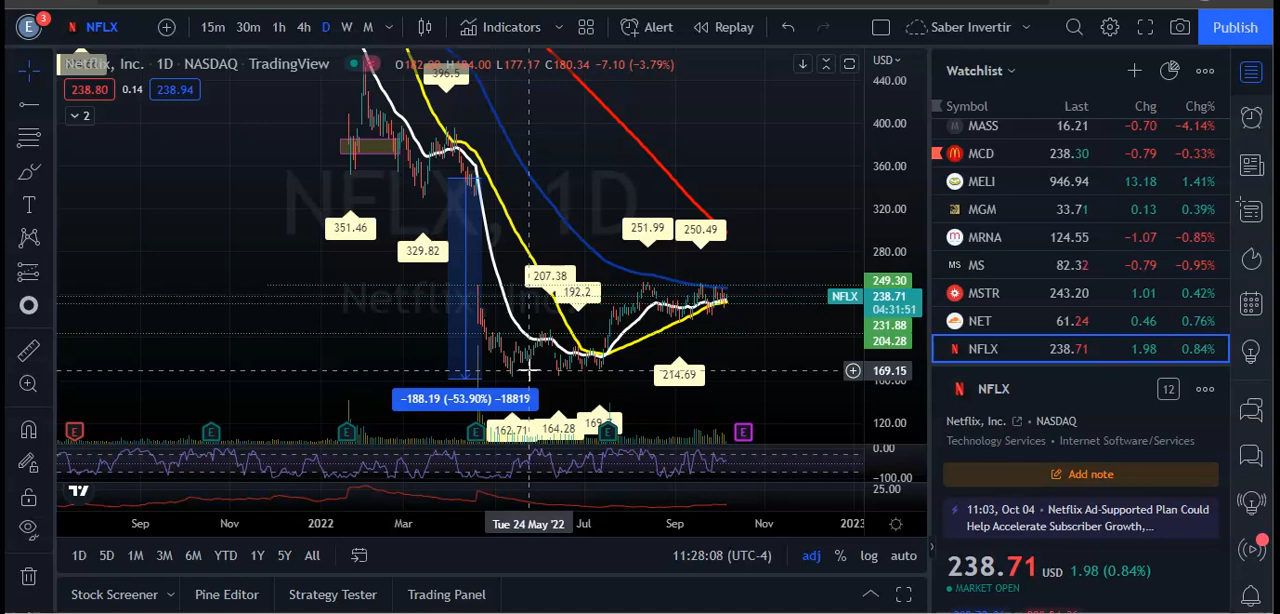 E 3 NFLX 15m 30m 1h 4h D W M Indicators Alert Replay Saber Invertir Publish
Netflix, Inc. · 1D · NASDAQ · TradingView H184.00 L177.17 C180.34 −7.10 (−3.79%)
238.80 0.14 238.94
2
NFLX, 1D
396.5
351.46
329.82
207.38
192.2
251.99
250.49
214.69
−188.19 (−53.90%) −18819
162.71
164.28
169.
E E E E E E
Tue 24 May '22
Sep Nov 2022 Mar Jul Sep Nov 2023
USD
440.00
400.00
360.00
320.00
280.00
249.30
NFLX 238.71
04:31:51
231.88
204.28
169.15
160.00
120.00
0.00
−100.00
25.00
1D 5D 1M 3M 6M YTD 1Y 5Y All 11:28:08 (UTC-4) adj % log auto
Stock Screener Pine Editor Strategy Tester Trading Panel
Watchlist
Symbol Last Chg Chg%
MASS 16.21 −0.70 −4.14%
MCD 238.30 −0.79 −0.33%
MELI 946.94 13.18 1.41%
MGM 33.71 0.13 0.39%
MRNA 124.55 −1.07 −0.85%
MS MS 82.32 −0.79 −0.95%
MSTR 243.20 1.01 0.42%
NET 61.24 0.46 0.76%
NFLX 238.71 1.98 0.84%
NFLX 12
Netflix, Inc. · NASDAQ
Technology Services · Internet Software/Services
Add note
11:03, Oct 04 · Netflix Ad-Supported Plan Could
Help Accelerate Subscriber Growth,...
238.71 USD 1.98 (0.84%)
MARKET OPEN